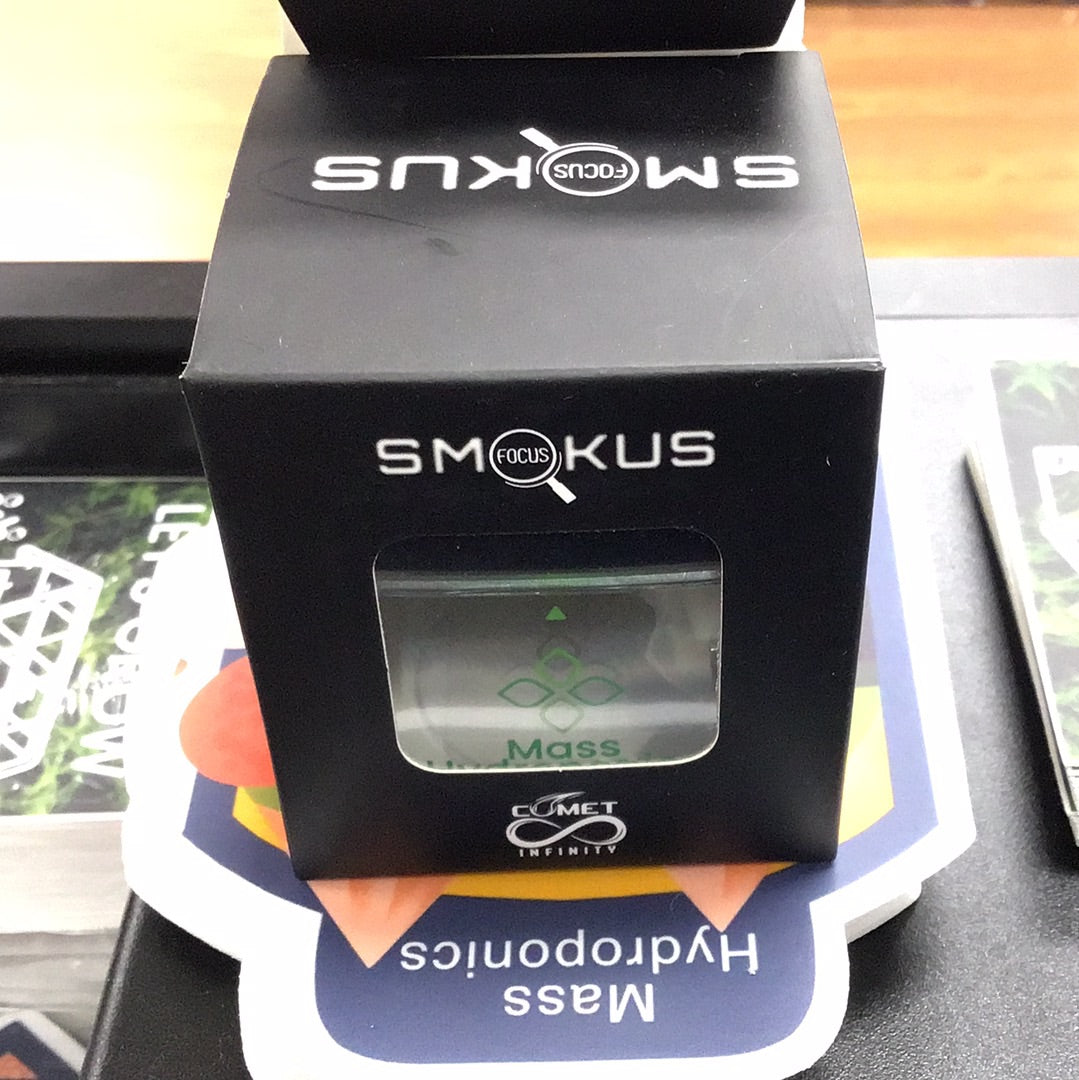 SMOKUS
FOCUS
SMOKUS
FOCUS
Mass
COMET
INFINITY
Hydroponics
Mass